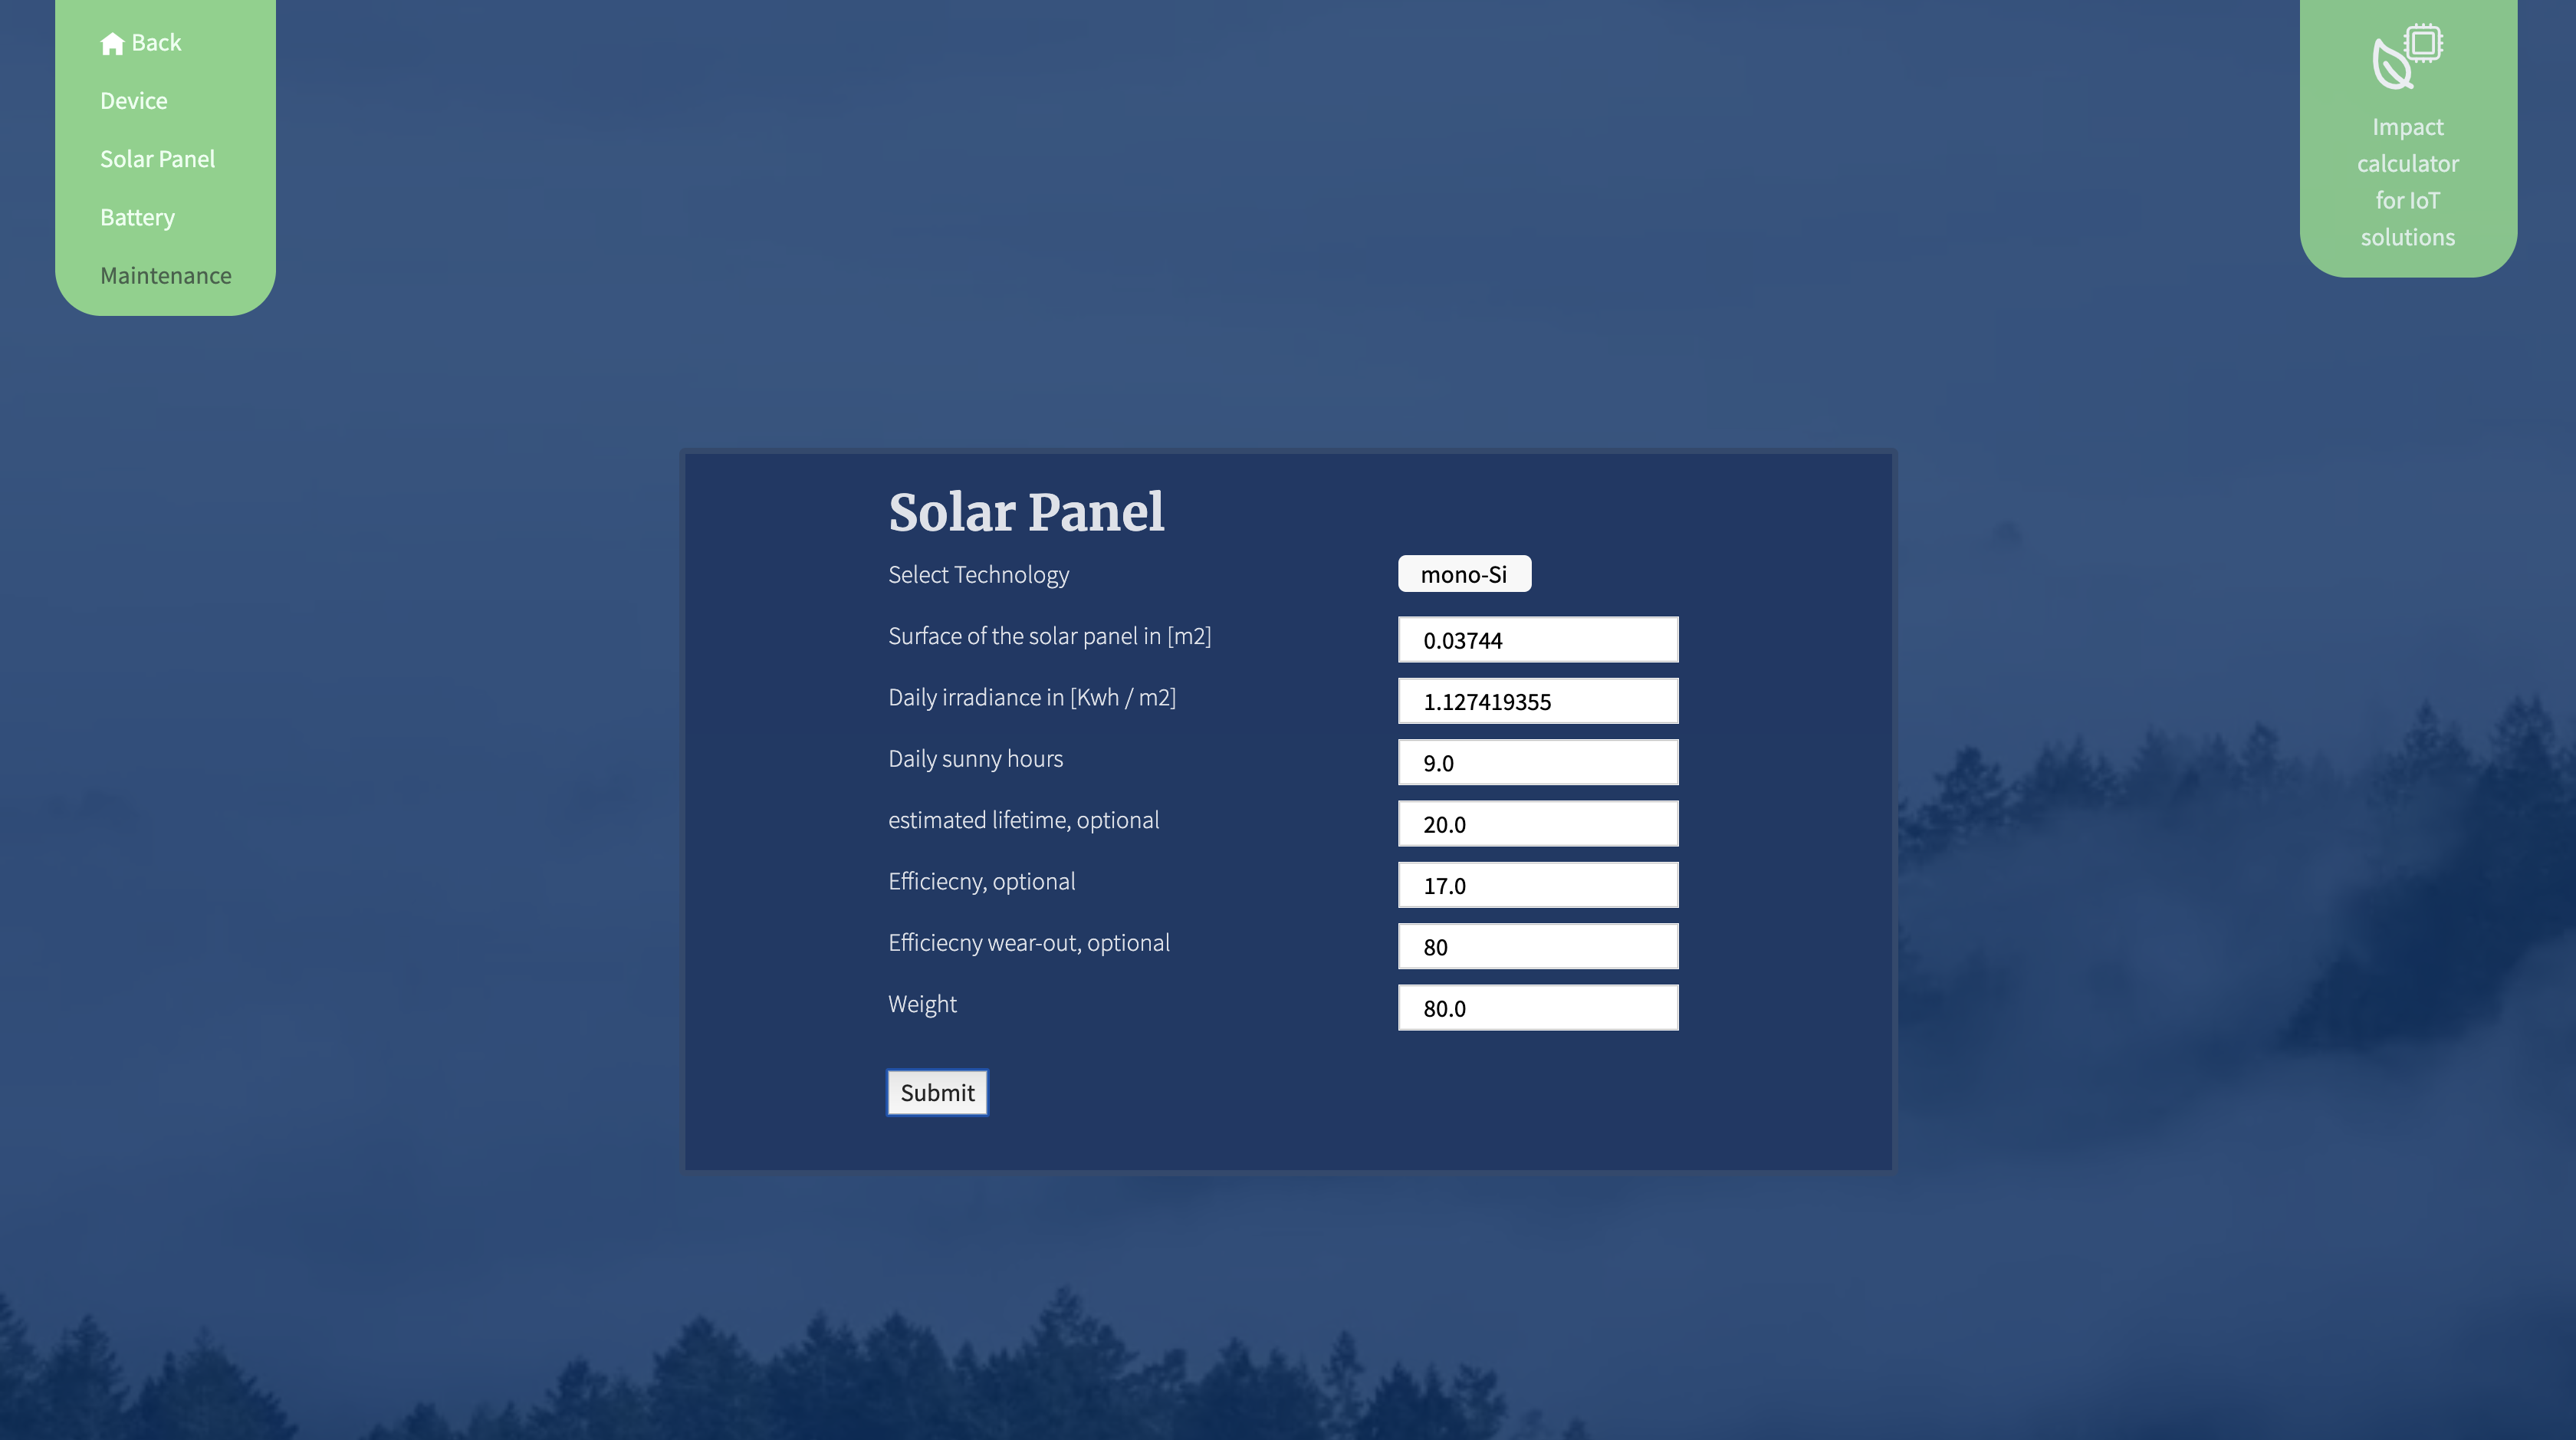 Back
Device
Solar Panel
Battery
Maintenance
Impact
calculator
for IoT
solutions
Solar Panel
Select Technology
mono-Si
Surface of the solar panel in [m2]
0.03744
Daily irradiance in [Kwh / m2]
1.127419355
Daily sunny hours
9.0
estimated lifetime, optional
20.0
Efficiecny, optional
17.0
Efficiecny wear-out, optional
80
Weight
80.0
Submit